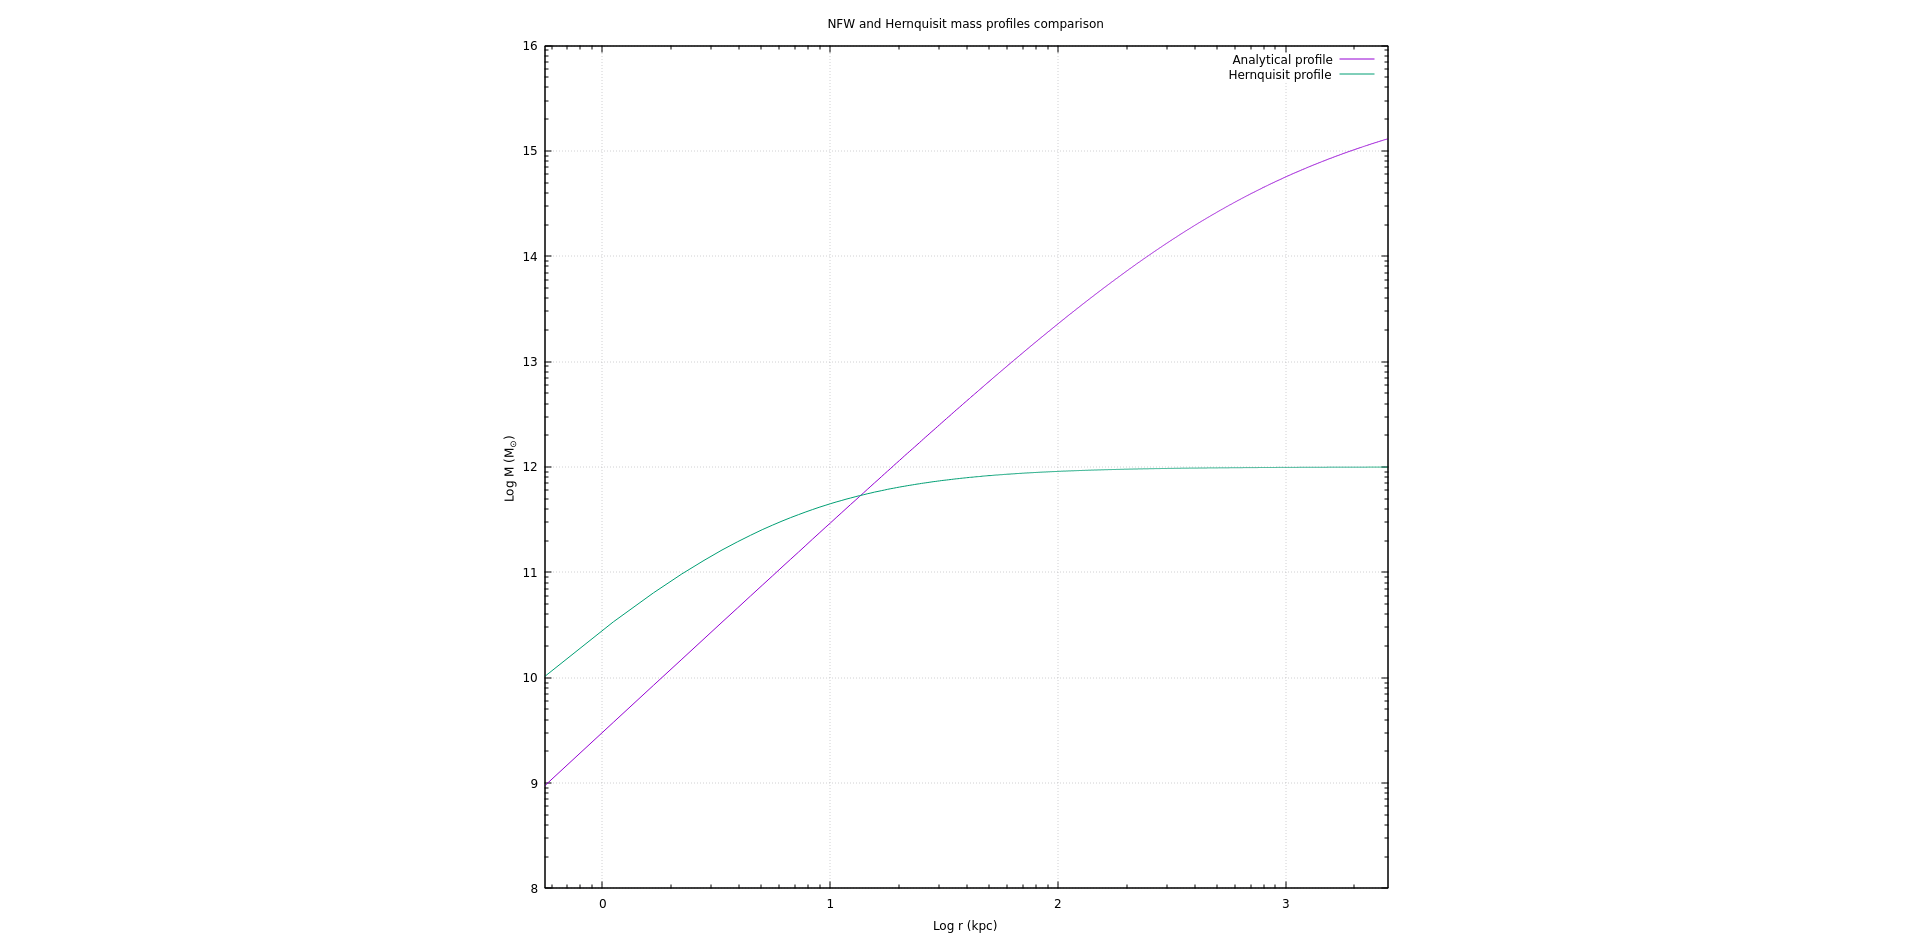 NFW and Hernquisit mass profiles comparison
16
Analytical profile
Hernquisit profile
15
14
13
12
Log M (M⊙)
11
10
9
8
0 1 2 3
Log r (kpc)